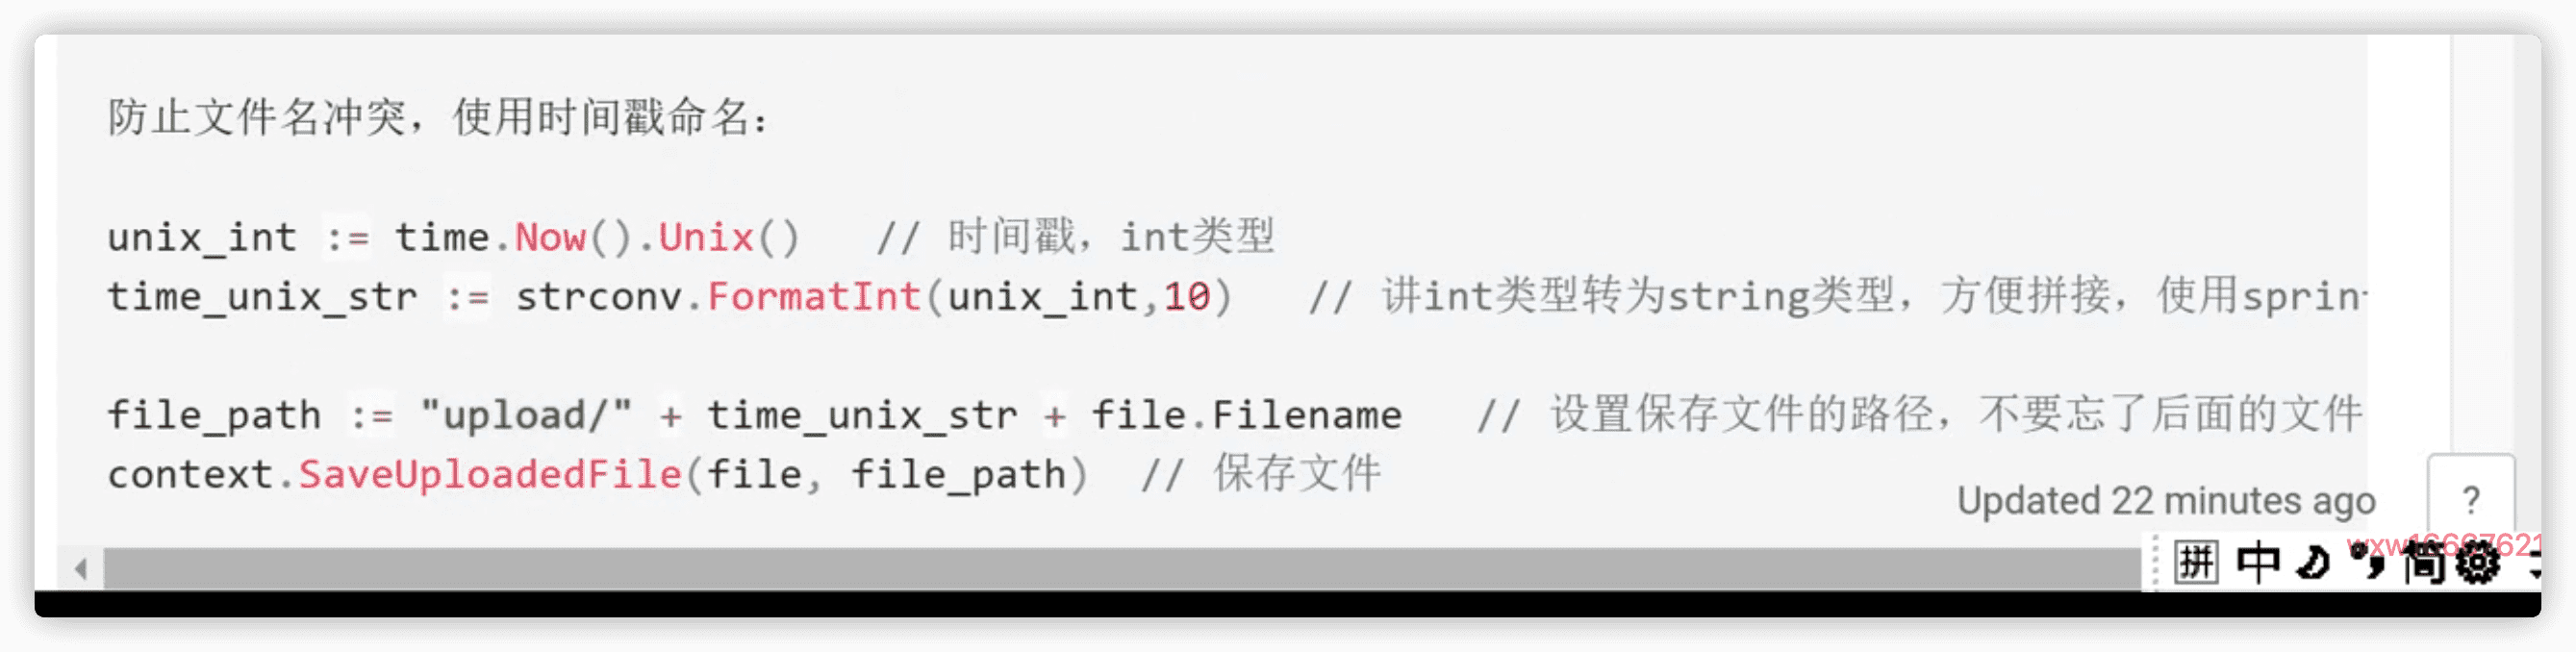 防止文件名冲突，使用时间戳命名：
unix_int := time.Now().Unix()   // 时间戳，int类型
time_unix_str := strconv.FormatInt(unix_int,10)   // 讲int类型转为string类型，方便拼接，使用sprin
file_path := "upload/" + time_unix_str + file.Filename   // 设置保存文件的路径，不要忘了后面的文件
context.SaveUploadedFile(file, file_path)  // 保存文件
Updated 22 minutes ago
?
wxw16667621
拼 中 简